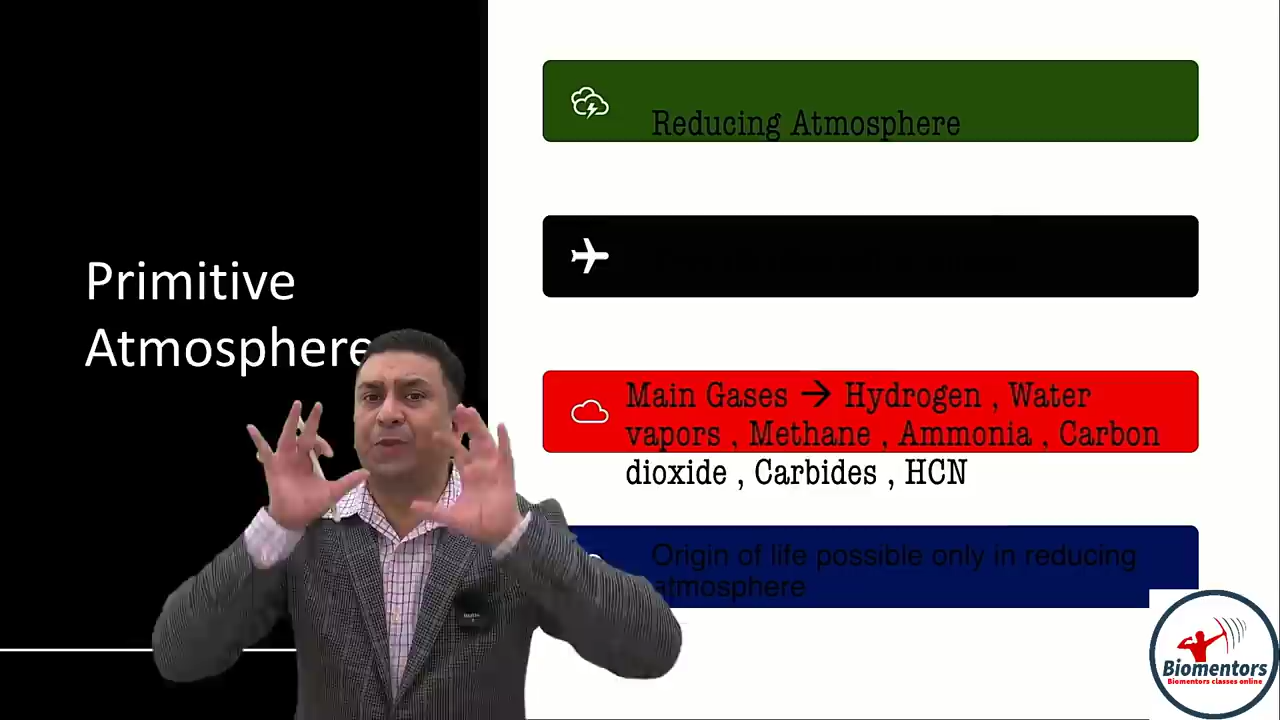 Primitive
Atmosphere
Reducing Atmosphere
Main Gases → Hydrogen , Water
vapors , Methane , Ammonia , Carbon
dioxide , Carbides , HCN
Origin of life possible only in reducing
atmosphere
Biomentors
Biomentors classes online